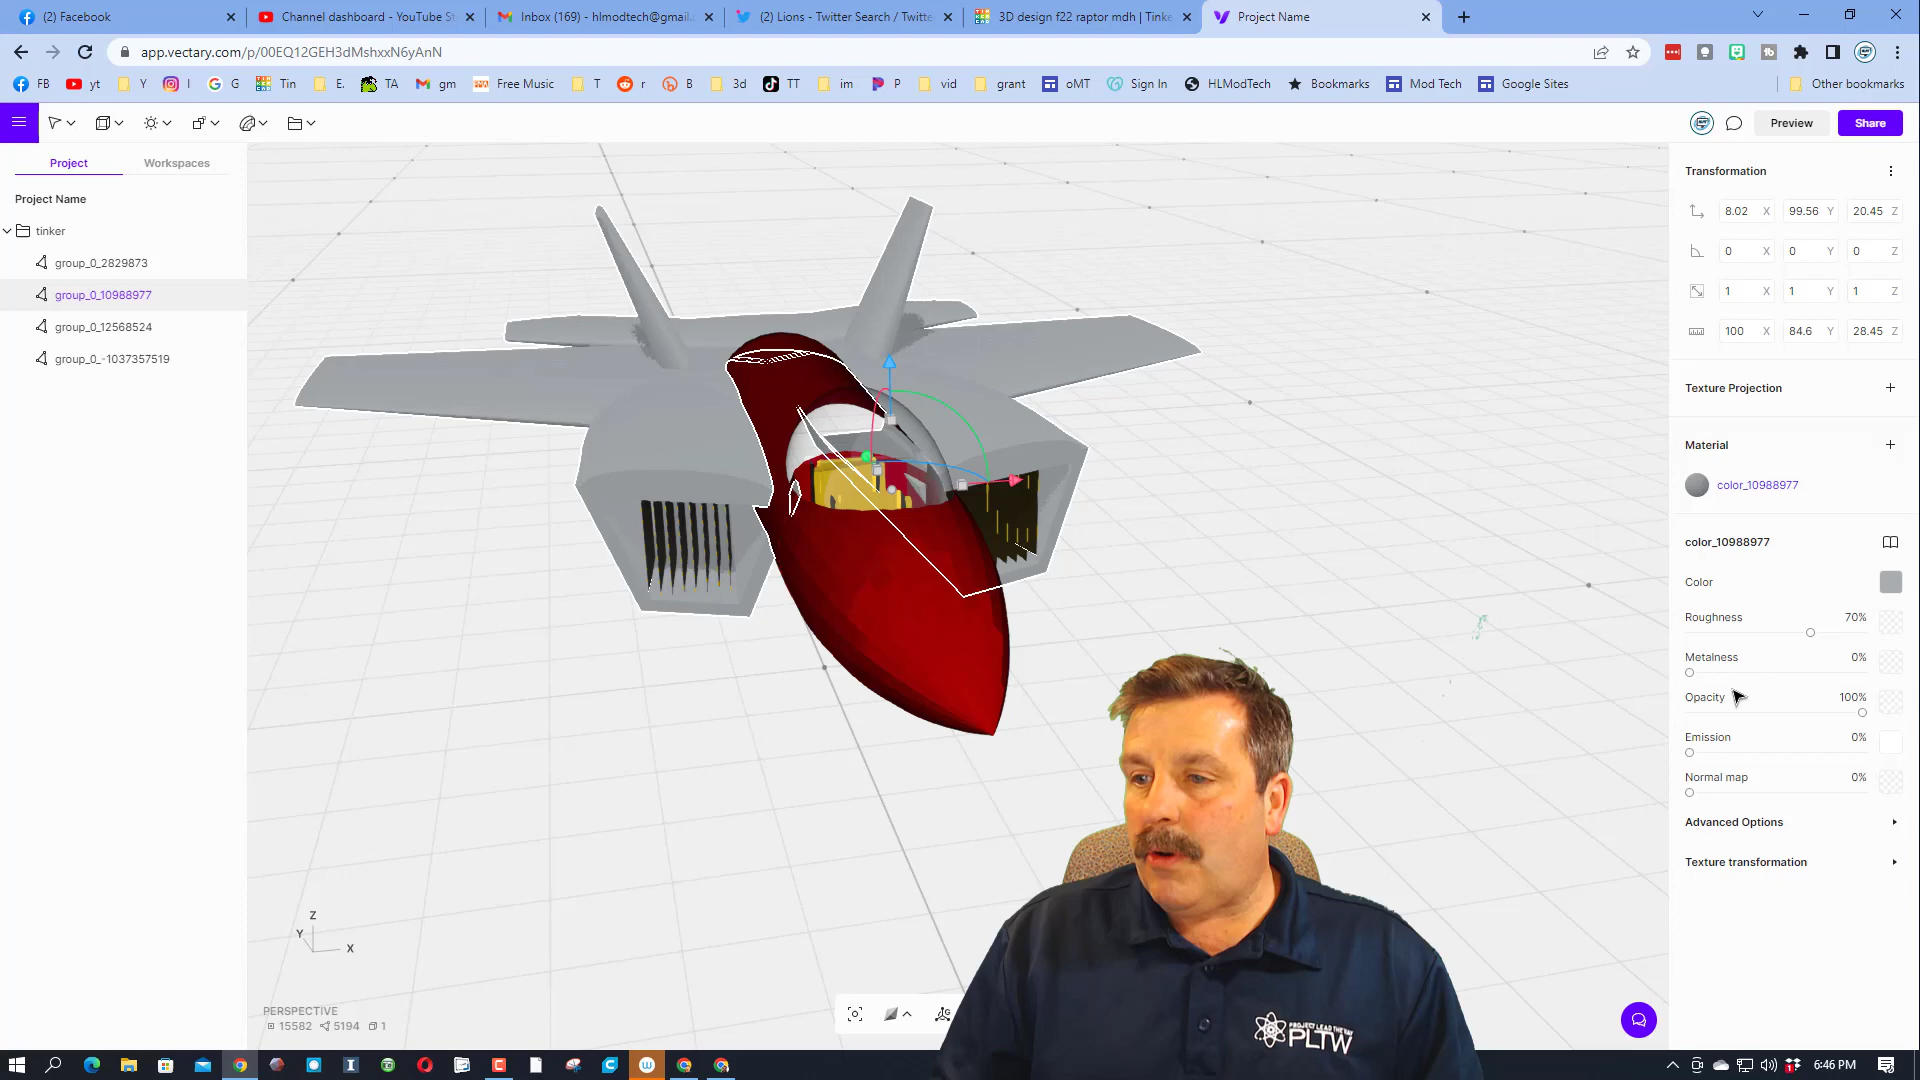 (2) Facebook
Channel dashboard - YouTube St
Inbox (169) - hlmodtech@gmail.
(2) Lions - Twitter Search / Twitte
3D design f22 raptor mdh | Tinke
Project Name
app.vectary.com/p/00EQ12GEH3dMshxxN6yAnN
FB
yt
Y
I
G
Tin
E.
TA
gm
Free Music
T
r
B
3d
TT
im
P
vid
grant
oMT
Sign In
HLModTech
Bookmarks
Mod Tech
Google Sites
Other bookmarks
Preview
Share
Project
Workspaces
Project Name
tinker
group_0_2829873
group_0_10988977
group_0_12568524
group_0_-1037357519
Transformation
8.02 X 99.56 Y 20.45 Z
0 X 0 Y 0 Z
1 X 1 Y 1 Z
100 X 84.6 Y 28.45 Z
Texture Projection
Material
color_10988977
color_10988977
Color
Roughness 70%
Metalness 0%
Opacity 100%
Emission 0%
Normal map 0%
Advanced Options
Texture transformation
Z
Y
X
PERSPECTIVE
15582 5194 1
PROJECT LEAD THE WAY
PLTW
6:46 PM